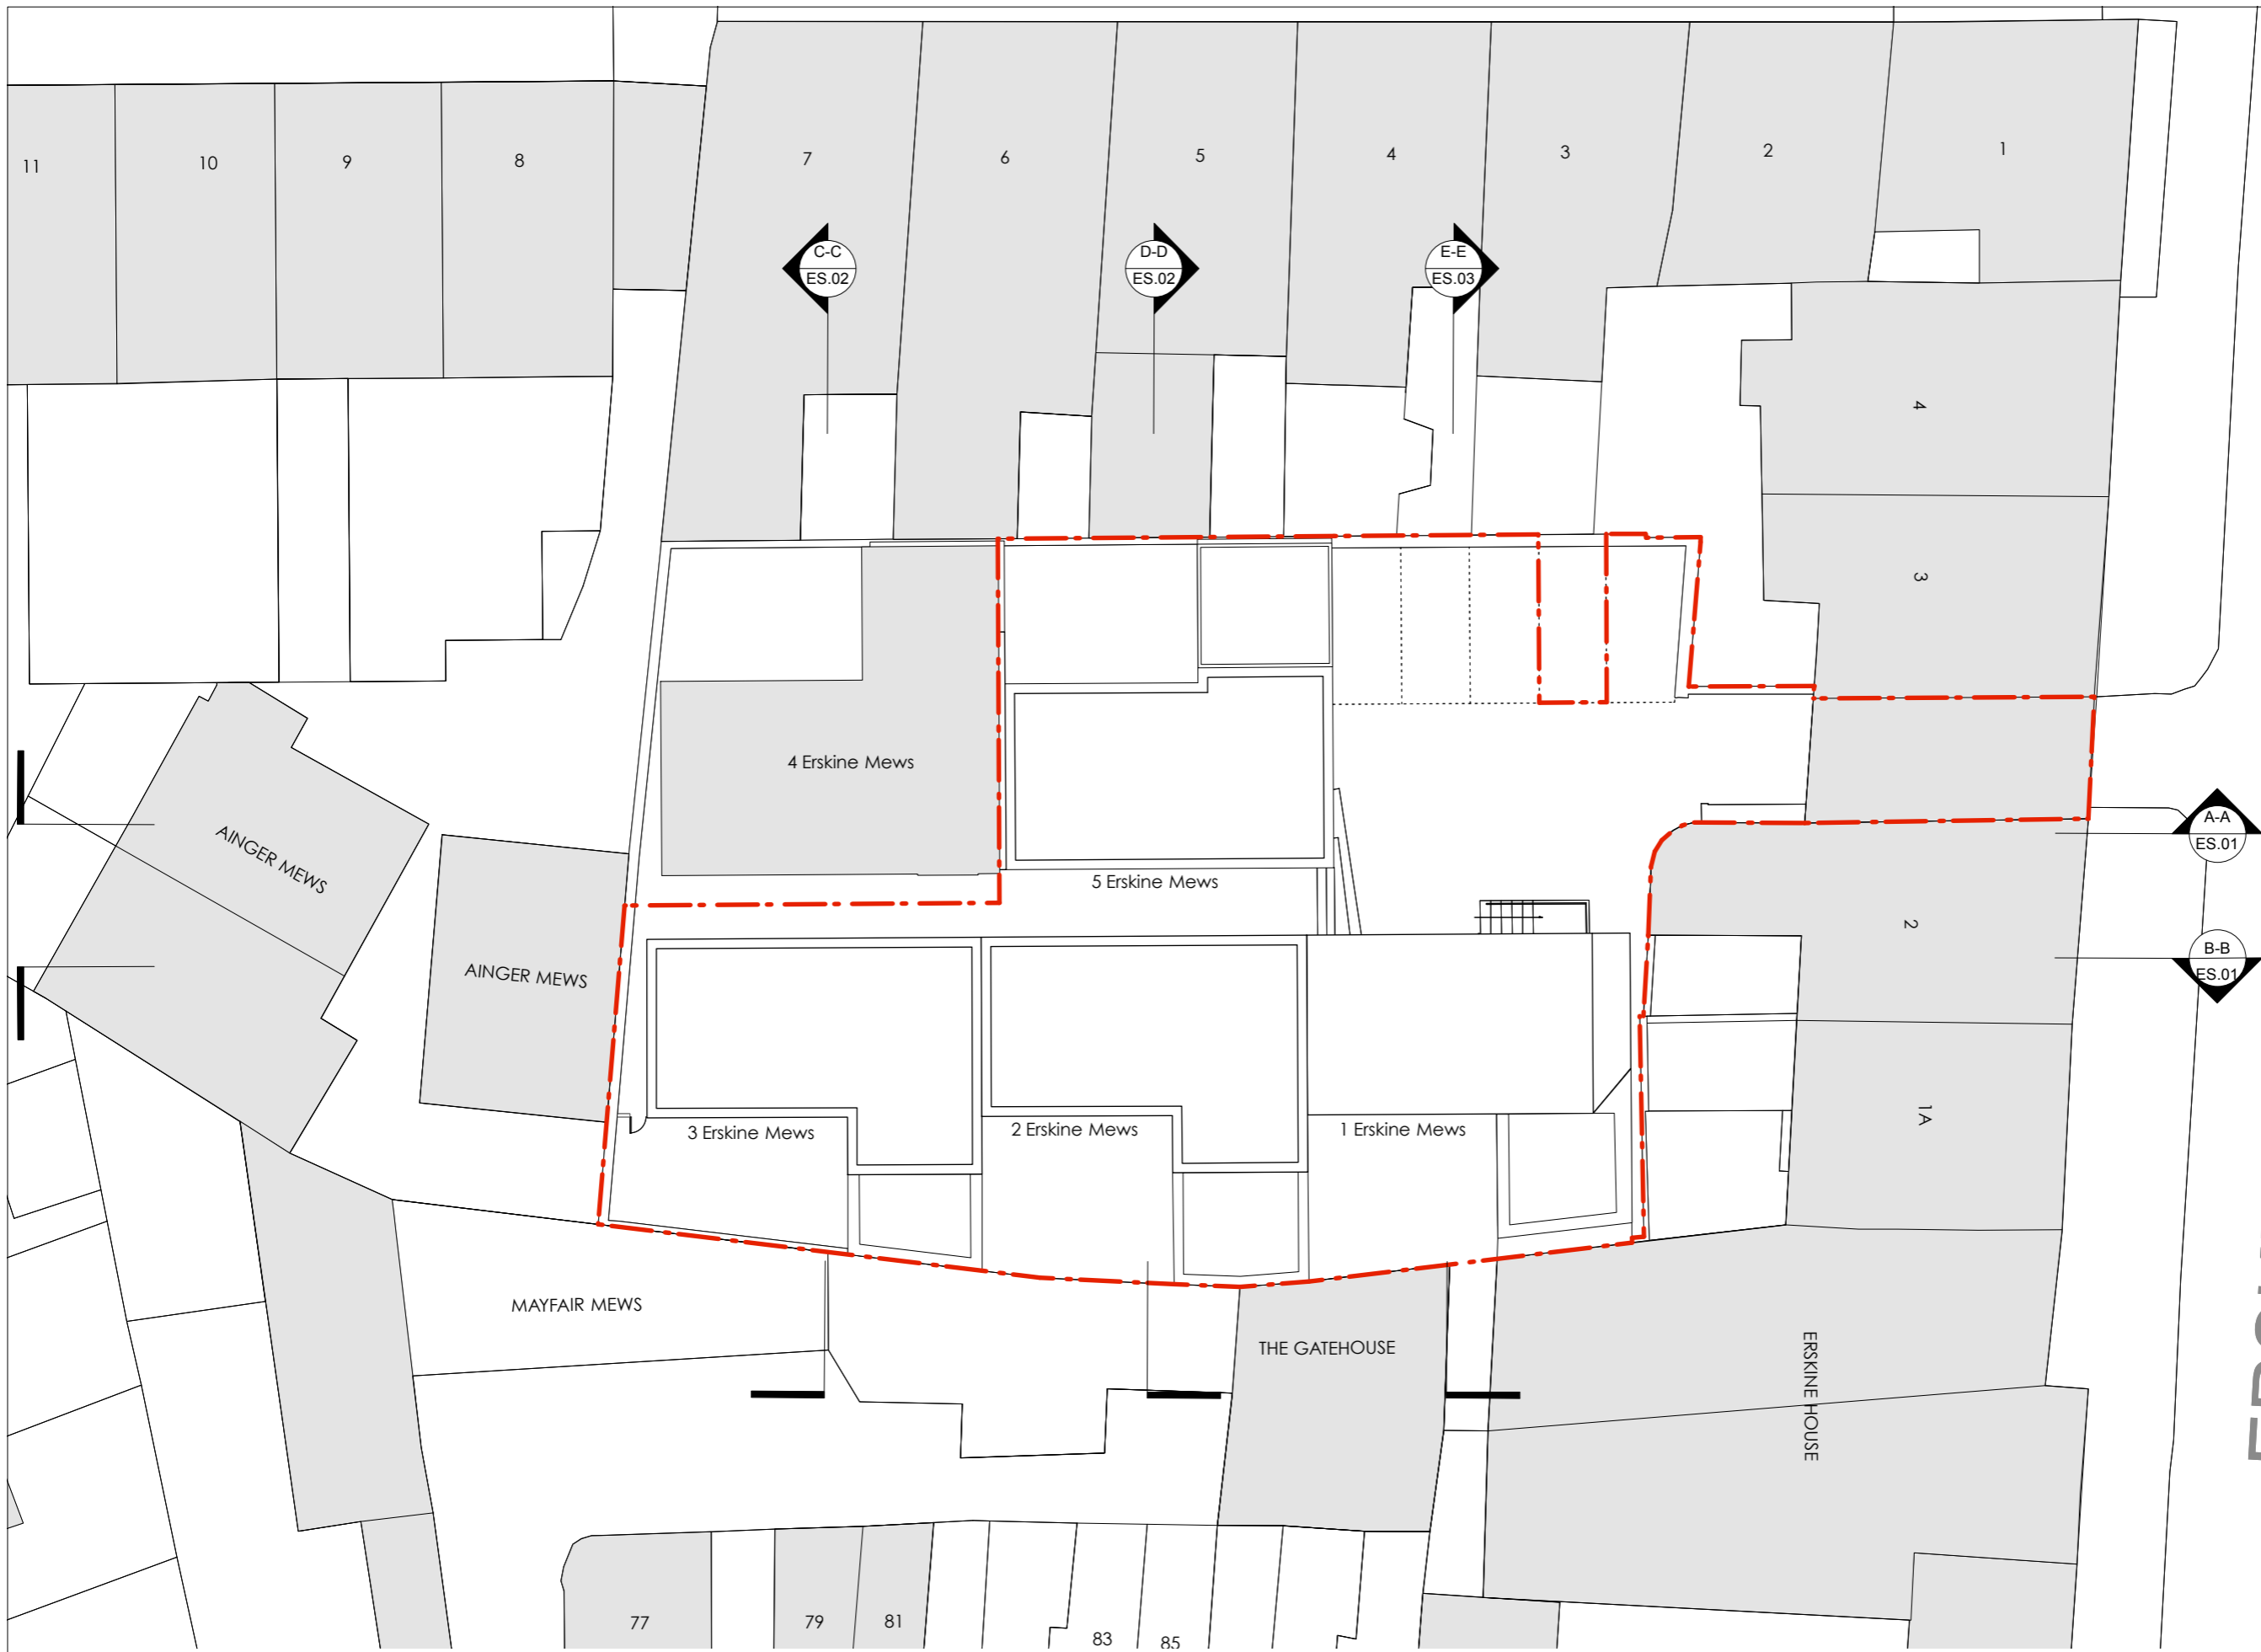 11
10
9
8
7
6
5
4
3
2
1
C-C
ES.02
D-D
ES.02
E-E
ES.03
4
3
4 Erskine Mews
5 Erskine Mews
AINGER MEWS
AINGER MEWS
A-A
ES.01
2
B-B
ES.01
3 Erskine Mews
2 Erskine Mews
1 Erskine Mews
1A
MAYFAIR MEWS
THE GATEHOUSE
ERSKINE HOUSE
77
79
81
83
85